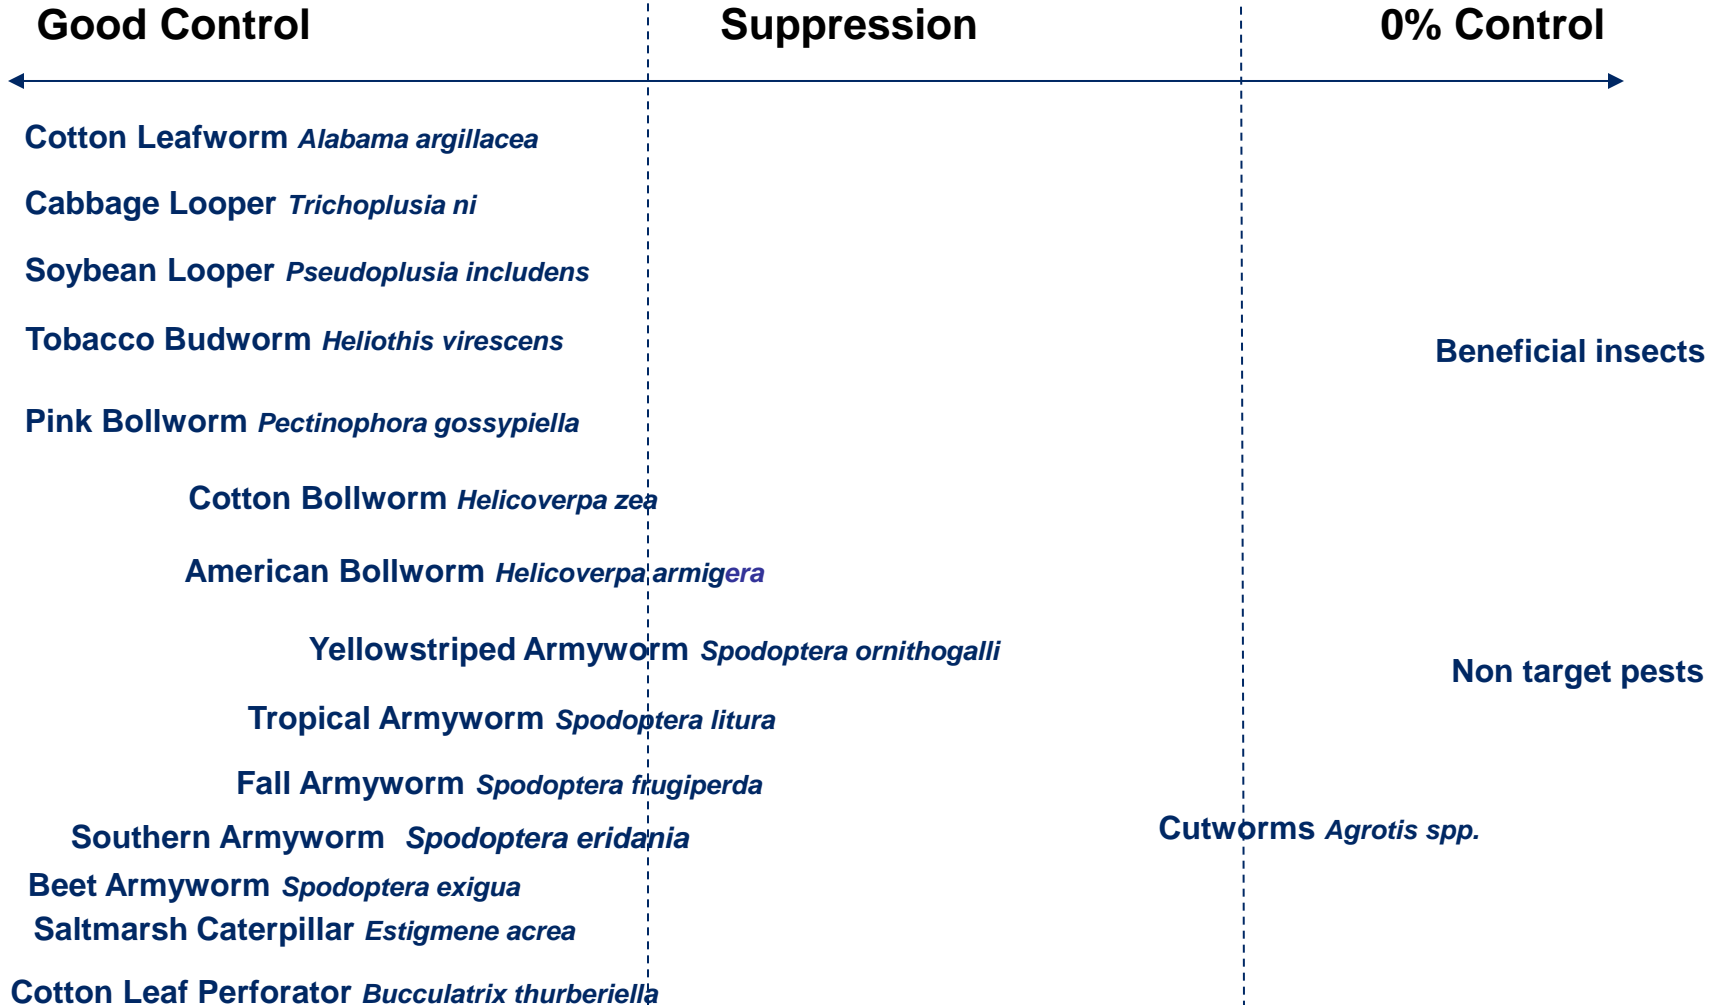 Good Control Suppression 0% Control
Cotton Leafworm Alabama argillacea
Cabbage Looper Trichoplusia ni
Soybean Looper Pseudoplusia includens
Tobacco Budworm Heliothis virescens
Beneficial insects
Pink Bollworm Pectinophora gossypiella
Cotton Bollworm Helicoverpa zea
American Bollworm Helicoverpa armigera
Yellowstriped Armyworm Spodoptera ornithogalli
Non target pests
Tropical Armyworm Spodoptera litura
Fall Armyworm Spodoptera frugiperda
Cutworms Agrotis spp.
Southern Armyworm Spodoptera eridania
Beet Armyworm Spodoptera exigua
Saltmarsh Caterpillar Estigmene acrea
Cotton Leaf Perforator Bucculatrix thurberiella